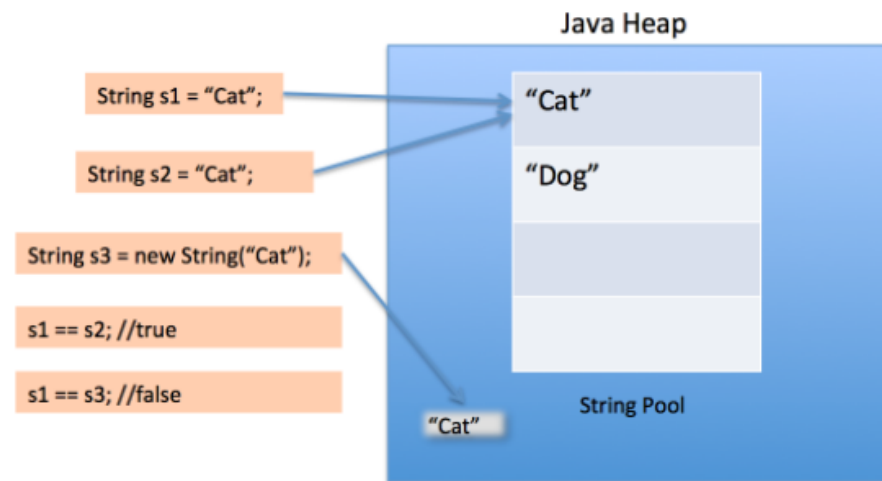 Java Heap
String s1 = “Cat”;
“Cat”
String s2 = “Cat”;
“Dog”
String s3 = new String(“Cat”);
s1 == s2; //true
s1 == s3; //false
String Pool
“Cat”